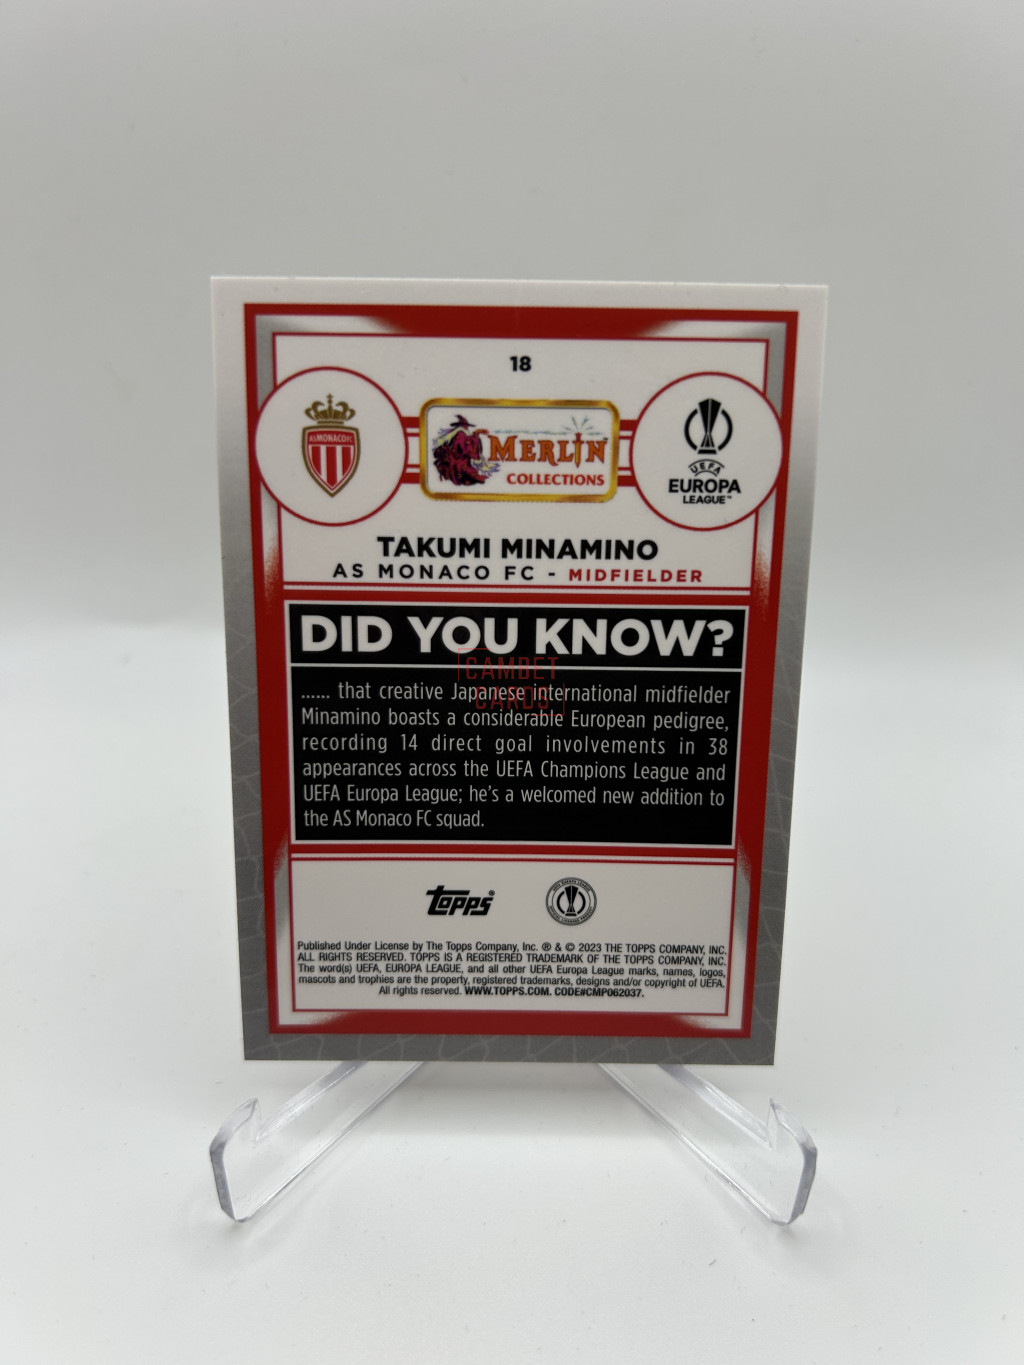 18
AS MONACO FC
MERLIN™
COLLECTIONS
UEFA
EUROPA
LEAGUE™
TAKUMI MINAMINO
AS MONACO FC - MIDFIELDER
DID YOU KNOW?
CAMBET
CARDS
...... that creative Japanese international midfielder
Minamino boasts a considerable European pedigree,
recording 14 direct goal involvements in 38
appearances across the UEFA Champions League and
UEFA Europa League; he's a welcomed new addition to
the AS Monaco FC squad.
topps®
Published Under License by The Topps Company, Inc. ® & © 2023 THE TOPPS COMPANY, INC.
ALL RIGHTS RESERVED. TOPPS IS A REGISTERED TRADEMARK OF THE TOPPS COMPANY, INC.
The word(s) UEFA, EUROPA LEAGUE, and all other UEFA Europa League marks, names, logos,
mascots and trophies are the property, registered trademarks, designs and/or copyright of UEFA.
All rights reserved. WWW.TOPPS.COM. CODE#CMP062037.